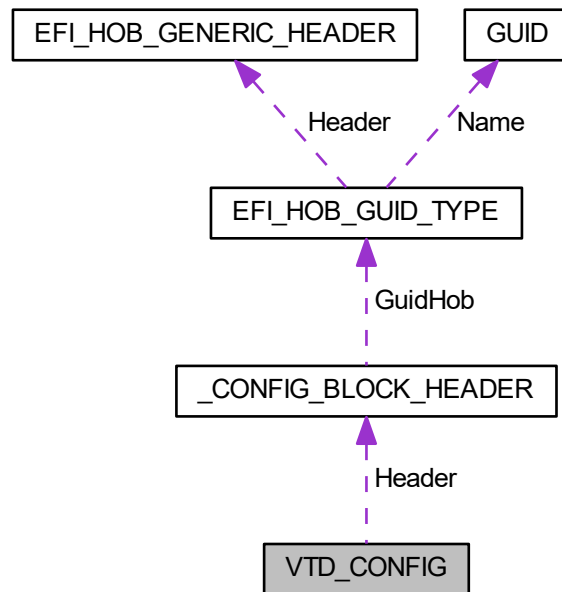 EFI_HOB_GENERIC_HEADER
GUID
Header
Name
EFI_HOB_GUID_TYPE
GuidHob
_CONFIG_BLOCK_HEADER
Header
VTD_CONFIG